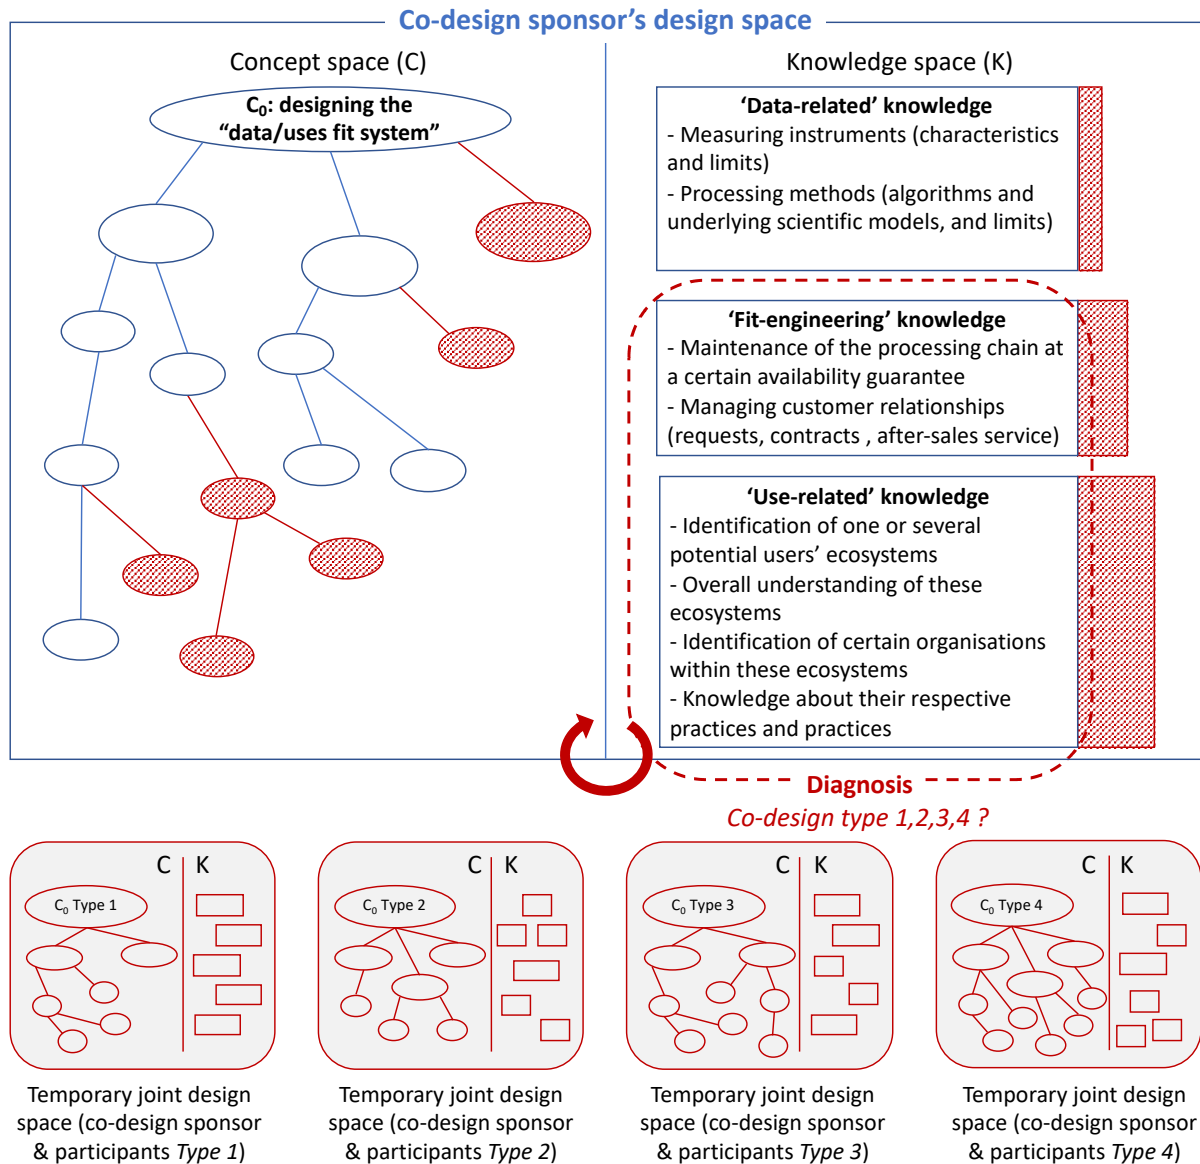 Co-design sponsor's design space
Concept space (C)
C₀: designing the
"data/uses fit system"
Knowledge space (K)
'Data-related' knowledge
- Measuring instruments (characteristics
and limits)
- Processing methods (algorithms and
underlying scientific models, and limits)
'Fit-engineering' knowledge
- Maintenance of the processing chain at
a certain availability guarantee
- Managing customer relationships
(requests, contracts , after-sales service)
'Use-related' knowledge
- Identification of one or several
potential users' ecosystems
- Overall understanding of these
ecosystems
- Identification of certain organisations
within these ecosystems
- Knowledge about their respective
practices and practices
Diagnosis
Co-design type 1,2,3,4 ?
C K
C₀ Type 1
Temporary joint design
space (co-design sponsor
& participants Type 1)
C K
C₀ Type 2
Temporary joint design
space (co-design sponsor
& participants Type 2)
C K
C₀ Type 3
Temporary joint design
space (co-design sponsor
& participants Type 3)
C K
C₀ Type 4
Temporary joint design
space (co-design sponsor
& participants Type 4)